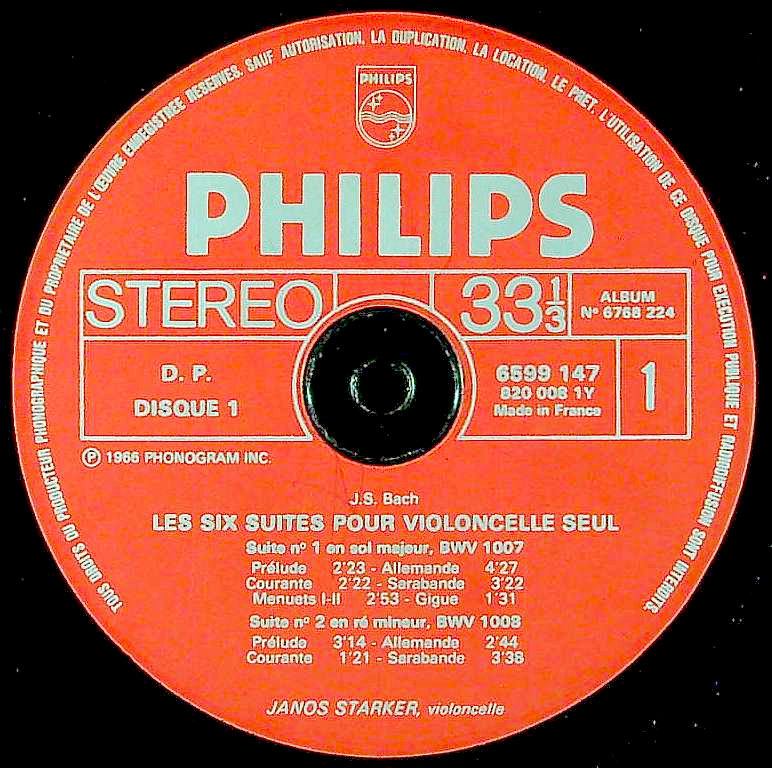 TOUS DROITS DU PRODUCTEUR PHONOGRAPHIQUE ET DU PROPRIETAIRE DE L'ŒUVRE ENREGISTREE RESERVES. SAUF AUTORISATION, LA DUPLICATION, LA LOCATION, LE PRET, L'UTILISATION DE CE DISQUE POUR EXECUTION PUBLIQUE ET RADIODIFFUSION SONT INTERDITS.
PHILIPS
PHILIPS
STEREO 33 1/3 ALBUM
N° 6768 224
D. P.
DISQUE 1
6599 147
820 008 1Y
Made in France
1
℗ 1966 PHONOGRAM INC.
J.S. Bach
LES SIX SUITES POUR VIOLONCELLE SEUL
Suite n° 1 en sol majeur, BWV 1007
Prélude 2'23 - Allemande 4'27
Courante 2'22 - Sarabande 3'22
Menuets I-II 2'53 - Gigue 1'31
Suite n° 2 en ré mineur, BWV 1008
Prélude 3'14 - Allemande 2'44
Courante 1'21 - Sarabande 3'38
JANOS STARKER, violoncelle